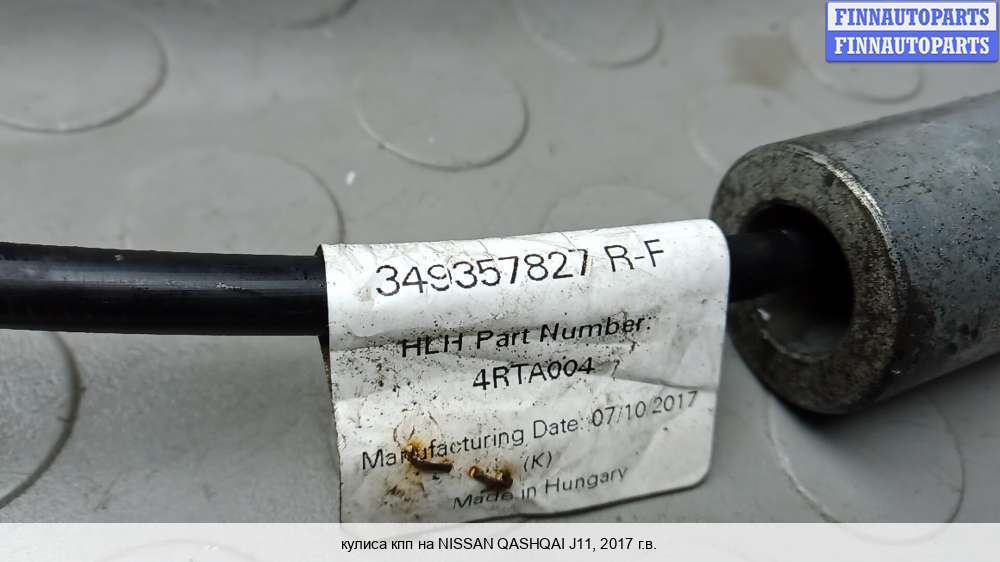 FINNAUTOPARTS
FINNAUTOPARTS
349357827 R-F
HLH Part Number:
4RTA004
Manufacturing Date: 07/10 2017
(K)
Made in Hungary
кулиса кпп на NISSAN QASHQAI J11, 2017 г.в.